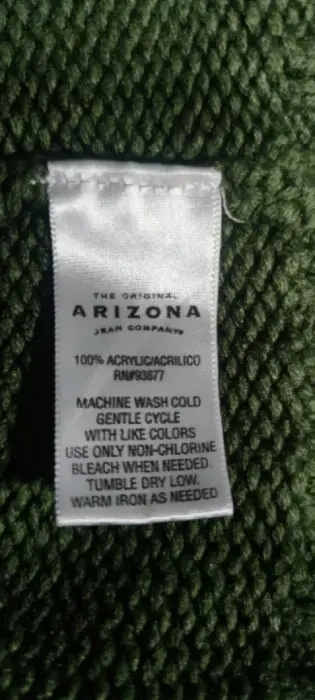 THE ORIGINAL
ARIZONA
JEAN COMPANY
100% ACRYLIC/ACRILICO
RN#93677
MACHINE WASH COLD
GENTLE CYCLE
WITH LIKE COLORS
USE ONLY NON-CHLORINE
BLEACH WHEN NEEDED.
TUMBLE DRY LOW.
WARM IRON AS NEEDED